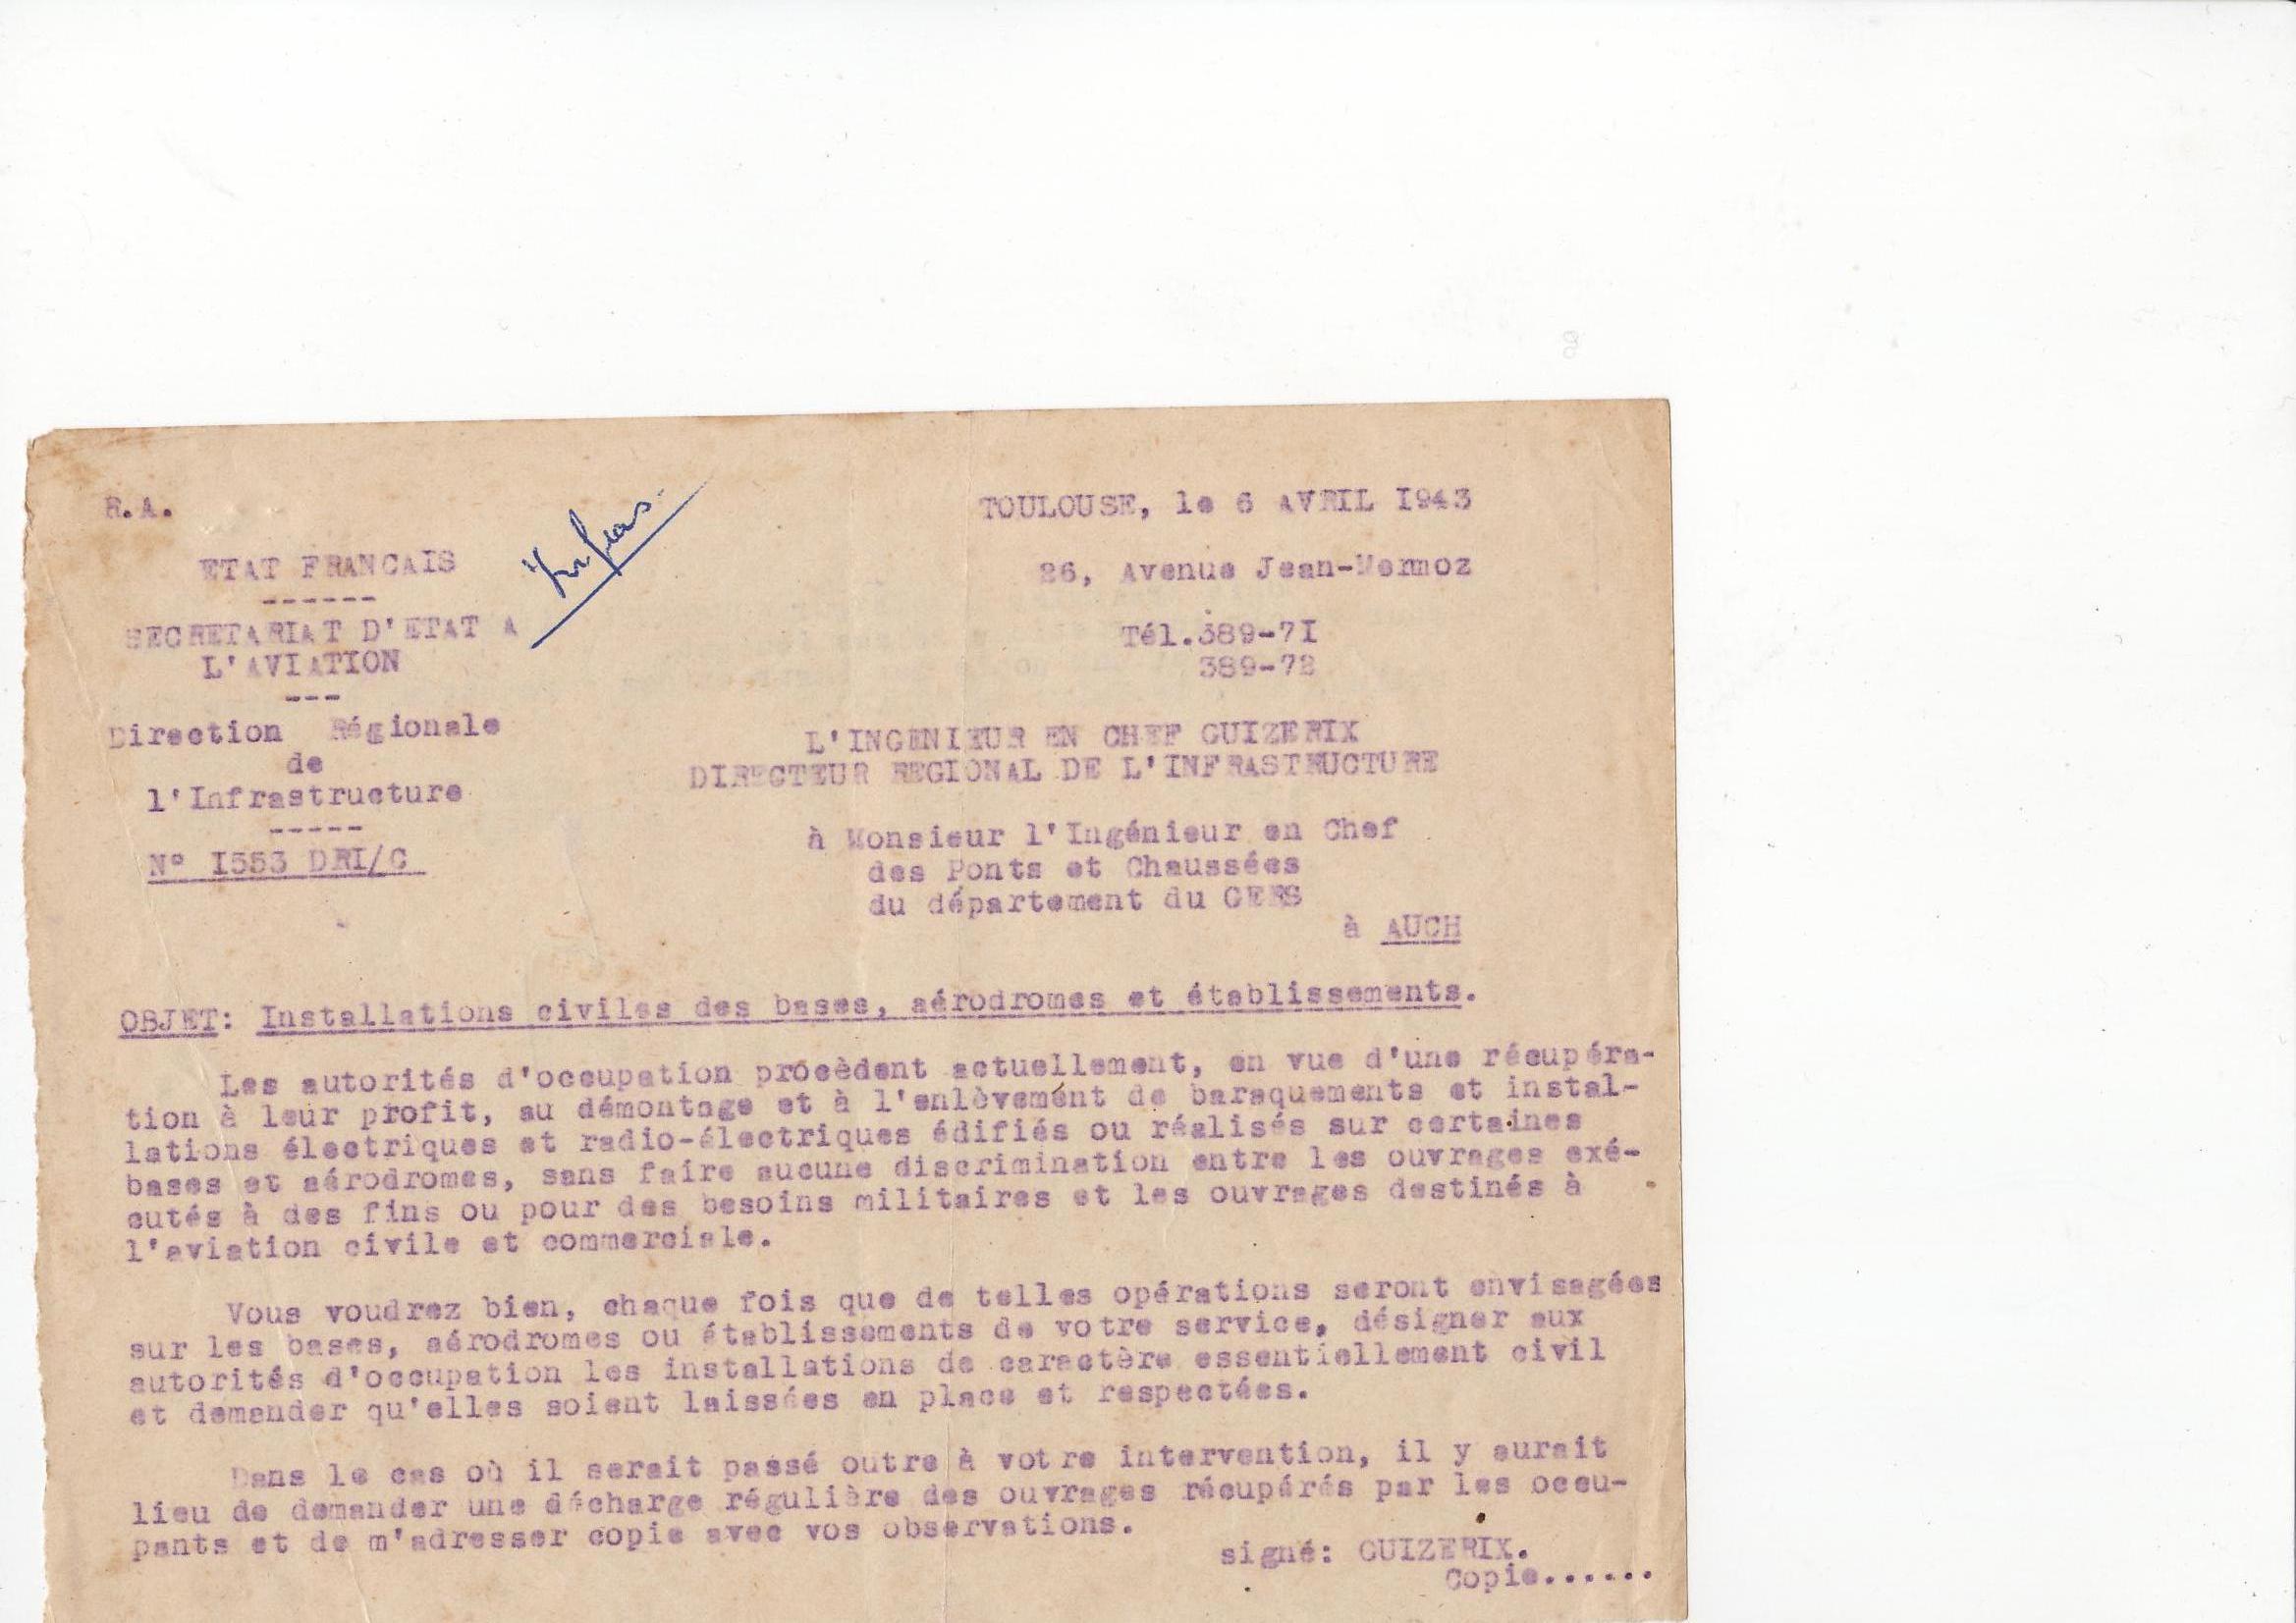 R.A.
TOULOUSE, le 6 AVRIL I943
ETAT FRANCAIS
------
26, Avenue Jean-Mermoz
SECRETARIAT D'ETAT A
L'AVIATION
---
Tél.389-7I
389-72
Direction Régionale
de
l'Infrastructure
-----
N° I553 DRI/C
L'INGENIEUR EN CHEF GUIZERIX
DIRECTEUR REGIONAL DE L'INFRASTRUCTURE
à Monsieur l'Ingénieur en Chef
des Ponts et Chaussées
du département du GERS
à AUCH
OBJET: Installations civiles des bases, aérodromes et établissements.
Les autorités d'occupation procèdent actuellement, en vue d'une récupéra-
tion à leur profit, au démontage et à l'enlèvemént de baraquements et instal-
lations électriques et radio-électriques édifiés ou réalisés sur certaines
bases et aérodromes, sans faire aucune discrimination entre les ouvrages exé-
cutés à des fins ou pour des besoins militaires et les ouvrages destinés à
l'aviation civile et commerciale.
Vous voudrez bien, chaque fois que de telles opérations seront envisagées
sur les bases, aérodromes ou établissements de votre service, désigner aux
autorités d'occupation les installations de caractère essentiellement civil
et demander qu'elles soient laissées en place et respectées.
Dans le cas où il serait passé outre à votre intervention, il y aurait
lieu de demander une décharge régulière des ouvrages récupérés par les occu-
pants et de m'adresser copie avec vos observations.
signé: GUIZERIX.
Copie......